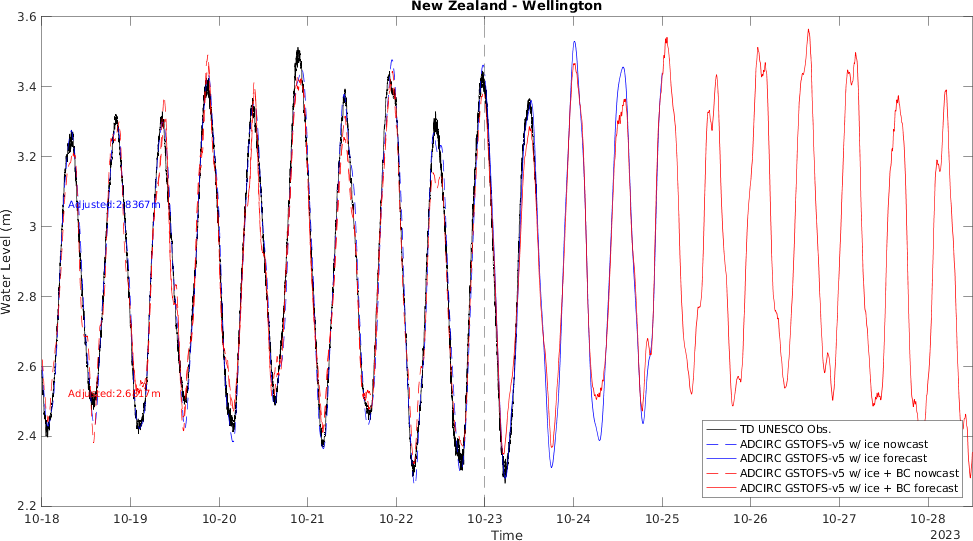 New Zealand - Wellington
3.6
3.4
3.2
3
2.8
2.6
2.4
2.2
Water Level (m)
Adjusted:2.8367m
Adjusted:2.6017m
TD UNESCO Obs.
ADCIRC GSTOFS-v5 w/ ice nowcast
ADCIRC GSTOFS-v5 w/ ice forecast
ADCIRC GSTOFS-v5 w/ ice + BC nowcast
ADCIRC GSTOFS-v5 w/ ice + BC forecast
10-18 10-19 10-20 10-21 10-22 10-23 10-24 10-25 10-26 10-27 10-28
Time
2023